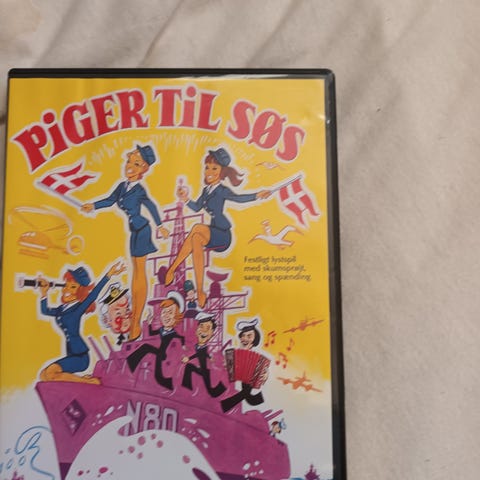 PiGER TiL SØS
Festligt lystspil
med skumsprøjt,
sang og spænding.
N80